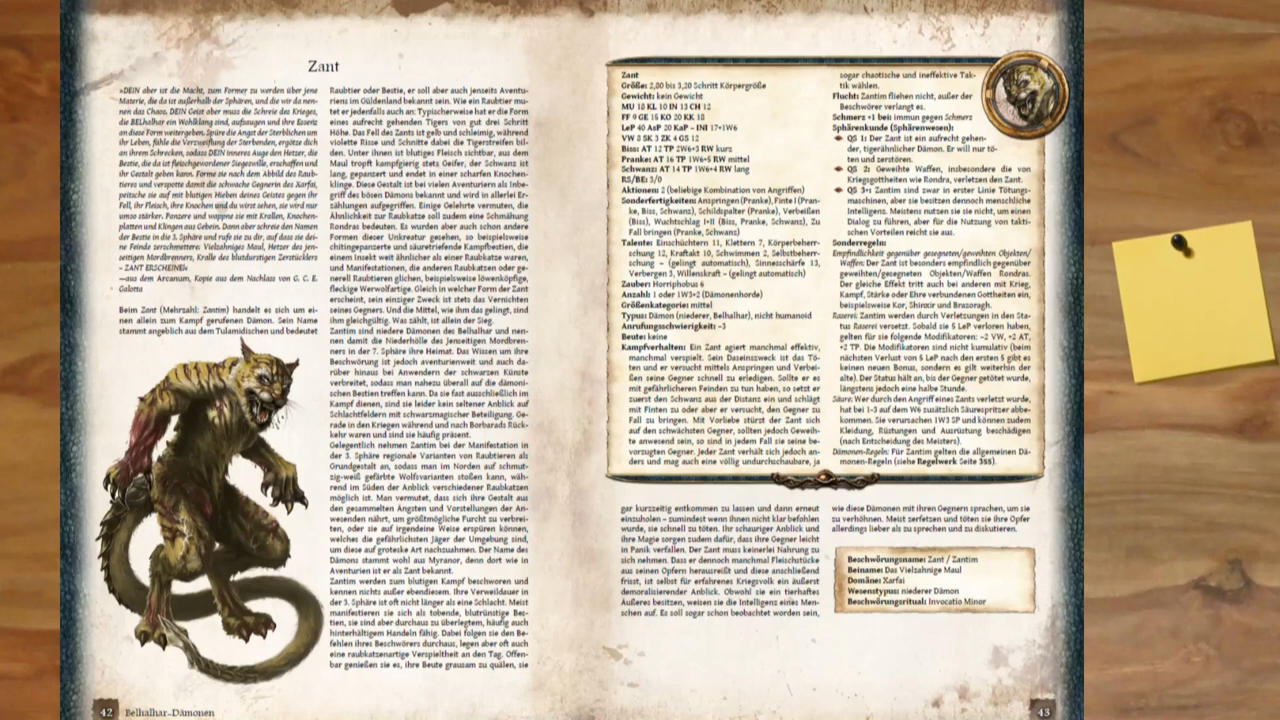 Zant
»DEIN aber ist die Macht, zum Former zu werden über jene
Materie, die da ist außerhalb der Sphären, und die wir da nen-
nen das Chaos. DEIN Geist aber muss die Schreie des Krieges,
die BELhalhar ein Wohlklang sind, aufsaugen und ihre Essenz
an diese Form weitergeben. Spüre die Angst der Sterblichen um
ihr Leben, fühle die Verzweiflung der Sterbenden, ergötze dich
an ihrem Schrecken, sodass DEIN inneres Auge den Hetzer, die
Bestie, die da ist fleischgewordener Siegeswille, erschaffen und
ihr Gestalt geben kann. Forme sie nach dem Abbild des Raub-
tieres und verspotte damit die schwache Gegnerin des Xarfai,
peitsche sie auf mit blutigen Hieben deines Geistes gegen ihr
Fell, ihr Fleisch, ihre Knochen und du wirst sehen, sie wird nur
umso stärker. Panzere und wappne sie mit Krallen, Knochen-
platten und Klingen aus Gebein. Dann aber schreie den Namen
der Bestie in die 3. Sphäre und rufe sie zu dir, auf dass sie dei-
ne Feinde zerschmettere: Vielzahniges Maul, Hetzer des jen-
seitigen Mordbrenners, Kralle des blutdurstigen Zerstücklers
– ZANT ERSCHEINE!«
—aus dem Arcanum, Kopie aus dem Nachlass von G. C. E.
Galotta
Beim Zant (Mehrzahl: Zantim) handelt es sich um ei-
nen allein zum Kampf gerufenen Dämon. Sein Name
stammt angeblich aus dem Tulamidischen und bedeutet
Raubtier oder Bestie, er soll aber auch jenseits Aventu-
riens im Güldenland bekannt sein. Wie ein Raubtier mu-
tet er jedenfalls auch an: Typischerweise hat er die Form
eines aufrecht gehenden Tigers von gut drei Schritt
Höhe. Das Fell des Zants ist gelb und schleimig, während
violette Risse und Schnitte dabei die Tigerstreifen bil-
den. Unter ihnen ist blutiges Fleisch sichtbar, aus dem
Maul tropft kampfgierig stets Geifer, der Schwanz ist
lang, gepanzert und endet in einer scharfen Knochen-
klinge. Diese Gestalt ist bei vielen Aventuriern als Inbe-
griff des bösen Dämons bekannt und wird in allerlei Er-
zählungen aufgegriffen. Einige Gelehrte vermuten, die
Ähnlichkeit zur Raubkatze soll zudem eine Schmähung
Rondras bedeuten. Es wurden aber auch schon andere
Formen dieser Unkreatur gesehen, so beispielsweise
chitingepanzerte und säuretriefende Kampfbestien, die
einem Insekt weit ähnlicher als einer Raubkatze waren,
und Manifestationen, die anderen Raubkatzen oder ge-
nerell Raubtieren glichen, beispielsweise löwenköpfige,
fleckige Werwolfartige. Gleich in welcher Form der Zant
erscheint, sein einziger Zweck ist stets das Vernichten
seines Gegners. Und die Mittel, wie ihm das gelingt, sind
ihm gleichgültig. Was zählt, ist allein der Sieg.
Zantim sind niedere Dämonen des Belhalhar und nen-
nen damit die Niederhölle des Jenseitigen Mordbren-
ners in der 7. Sphäre ihre Heimat. Das Wissen um ihre
Beschwörung ist jedoch aventurienweit und auch da-
rüber hinaus bei Anwendern der schwarzen Künste
verbreitet, sodass man nahezu überall auf die dämoni-
schen Bestien treffen kann. Da sie fast ausschließlich im
Kampf dienen, sind sie leider kein seltener Anblick auf
Schlachtfeldern mit schwarzmagischer Beteiligung. Ge-
rade in den Kriegen während und nach Borbarads Rück-
kehr waren und sind sie häufig präsent.
Gelegentlich nehmen Zantim bei der Manifestation in
der 3. Sphäre regionale Varianten von Raubtieren als
Grundgestalt an, sodass man im Norden auf schmut-
zig-weiß gefärbte Wolfsvarianten stoßen kann, wäh-
rend im Süden der Anblick verschiedener Raubkatzen
möglich ist. Man vermutet, dass sich ihre Gestalt aus
den gesammelten Ängsten und Vorstellungen der An-
wesenden nährt, um größtmögliche Furcht zu verbrei-
ten, oder sie auf irgendeine Weise erspüren können,
welches die gefährlichsten Jäger der Umgebung sind,
um diese auf groteske Art nachzuahmen. Der Name des
Dämons stammt wohl aus Myranor, denn dort wie in
Aventurien ist er als Zant bekannt.
Zantim werden zum blutigen Kampf beschworen und
kennen nichts außer ebendiesem. Ihre Verweildauer in
der 3. Sphäre ist oft nicht länger als eine Schlacht. Meist
manifestieren sie sich als tobende, blutrünstige Bes-
tien, sie sind aber durchaus zu überlegtem, häufig auch
hinterhältigem Handeln fähig. Dabei folgen sie den Be-
fehlen ihres Beschwörers durchaus, legen aber oft auch
eine raubkatzenartige Verspieltheit an den Tag. Offen-
bar genießen sie es, ihre Beute grausam zu quälen, sie
42 Belhalhar-Dämonen
Zant
Größe: 2,80 bis 3,20 Schritt Körpergröße
Gewicht: kein Gewicht
MU 18 KL 10 IN 13 CH 12
FF 9 GE 15 KO 20 KK 18
LeP 40 AsP 20 KaP – INI 17+1W6
VW 8 SK 3 ZK 4 GS 12
Biss: AT 12 TP 2W6+3 RW kurz
Pranke: AT 16 TP 1W6+5 RW mittel
Schwanz: AT 14 TP 1W6+4 RW lang
RS/BE: 3/0
Aktionen: 2 (beliebige Kombination von Angriffen)
Sonderfertigkeiten: Anspringen (Pranke), Finte I (Pran-
ke, Biss, Schwanz), Schildspalter (Pranke), Verbeißen
(Biss), Wuchtschlag I+II (Biss, Pranke, Schwanz), Zu
Fall bringen (Pranke, Schwanz)
Talente: Einschüchtern 11, Klettern 7, Körperbeherr-
schung 12, Kraftakt 10, Schwimmen 2, Selbstbeherr-
schung – (gelingt automatisch), Sinnesschärfe 13,
Verbergen 3, Willenskraft – (gelingt automatisch)
Zauber: Horriphobus 6
Anzahl: 1 oder 1W3+2 (Dämonenhorde)
Größenkategorie: mittel
Typus: Dämon (niederer, Belhalhar), nicht humanoid
Anrufungsschwierigkeit: –3
Beute: keine
Kampfverhalten: Ein Zant agiert manchmal effektiv,
manchmal verspielt. Sein Daseinszweck ist das Tö-
ten und er versucht mittels Anspringen und Verbei-
ßen seine Gegner schnell zu erledigen. Sollte er es
mit gefährlicheren Feinden zu tun haben, so setzt er
zuerst den Schwanz aus der Distanz ein und schlägt
mit Finten zu oder aber er versucht, den Gegner zu
Fall zu bringen. Mit Vorliebe stürzt der Zant sich
auf den schwächsten Gegner, sollten jedoch Geweih-
te anwesend sein, so sind in jedem Fall sie seine be-
vorzugten Gegner. Jeder Zant verhält sich jedoch an-
ders und mag auch eine völlig undurchschaubare, ja
sogar chaotische und ineffektive Tak-
tik wählen.
Flucht: Zantim fliehen nicht, außer der
Beschwörer verlangt es.
Schmerz +1 bei: immun gegen Schmerz
Sphärenkunde (Sphärenwesen):
QS 1: Der Zant ist ein aufrecht gehen-
der, tigerähnlicher Dämon. Er will nur tö-
ten und zerstören.
QS 2: Geweihte Waffen, insbesondere die von
Kriegsgottheiten wie Rondra, verletzen den Zant.
QS 3+: Zantim sind zwar in erster Linie Tötungs-
maschinen, aber sie besitzen dennoch menschliche
Intelligenz. Meistens nutzen sie sie nicht, um einen
Dialog zu führen, aber für die Nutzung von takti-
schen Vorteilen reicht sie aus.
Sonderregeln:
Empfindlichkeit gegenüber gesegneten/geweihten Objekten/
Waffen: Der Zant ist besonders empfindlich gegenüber
geweihten/gesegneten Objekten/Waffen Rondras.
Der gleiche Effekt tritt auch bei anderen mit Krieg,
Kampf, Stärke oder Ehre verbundenen Gottheiten ein,
beispielsweise Kor, Shinxir und Brazoragh.
Raserei: Zantim werden durch Verletzungen in den Sta-
tus Raserei versetzt. Sobald sie 5 LeP verloren haben,
gelten für sie folgende Modifikatoren: –2 VW, +2 AT,
+2 TP. Die Modifikatoren sind nicht kumulativ (beim
nächsten Verlust von 5 LeP nach den ersten 5 gibt es
keinen neuen Bonus, sondern es gilt weiterhin der
alte). Der Status hält an, bis der Gegner getötet wurde,
längstens jedoch eine halbe Stunde.
Säure: Wer durch den Angriff eines Zants verletzt wurde,
hat bei 1-3 auf dem W6 zusätzlich Säurespritzer abbe-
kommen. Sie verursachen 1W3 SP und können zudem
Kleidung, Rüstungen und Ausrüstung beschädigen
(nach Entscheidung des Meisters).
Dämonen-Regeln: Für Zantim gelten die allgemeinen Dä-
monen-Regeln (siehe Regelwerk Seite 355).
gar kurzzeitig entkommen zu lassen und dann erneut
einzuholen – zumindest wenn ihnen nicht klar befohlen
wurde, sie schnell zu töten. Ihr schauriger Anblick und
ihre Magie sorgen zudem dafür, dass ihre Gegner leicht
in Panik verfallen. Der Zant muss keinerlei Nahrung zu
sich nehmen. Dass er dennoch manchmal Fleischstücke
aus seinen Opfern herausreißt und diese anschließend
frisst, ist selbst für erfahrenes Kriegsvolk ein äußerst
demoralisierender Anblick. Obwohl sie ein tierhaftes
Äußeres besitzen, weisen sie die Intelligenz eines Men-
schen auf. Es soll sogar schon beobachtet worden sein,
wie diese Dämonen mit ihren Gegnern sprachen, um sie
zu verhöhnen. Meist zerfetzen und töten sie ihre Opfer
allerdings lieber als zu sprechen und zu diskutieren.
Beschwörungsname: Zant / Zantim
Beiname: Das Vielzahnige Maul
Domäne: Xarfai
Wesenstypus: niederer Dämon
Beschwörungsritual: Invocatio Minor
43